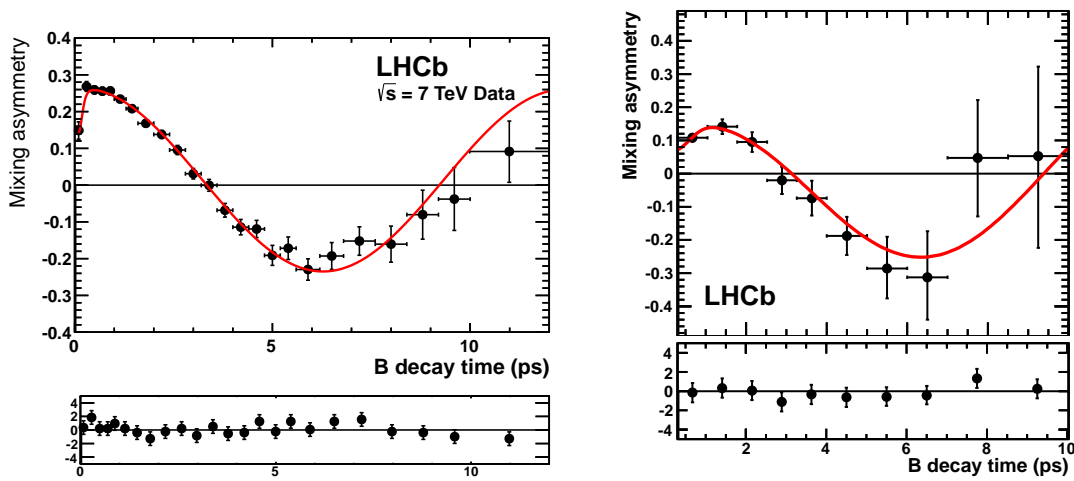 Mixing asymmetry
0.4
0.3
0.2
0.1
0
-0.1
-0.2
-0.3
-0.4
LHCb
√s = 7 TeV Data
0 5 10
B decay time (ps)
4
2
0
-2
-4
0 5 10
Mixing asymmetry
0.4
0.3
0.2
0.1
0
-0.1
-0.2
-0.3
-0.4
LHCb
4
2
0
-2
-4
2 4 6 8 10
B decay time (ps)